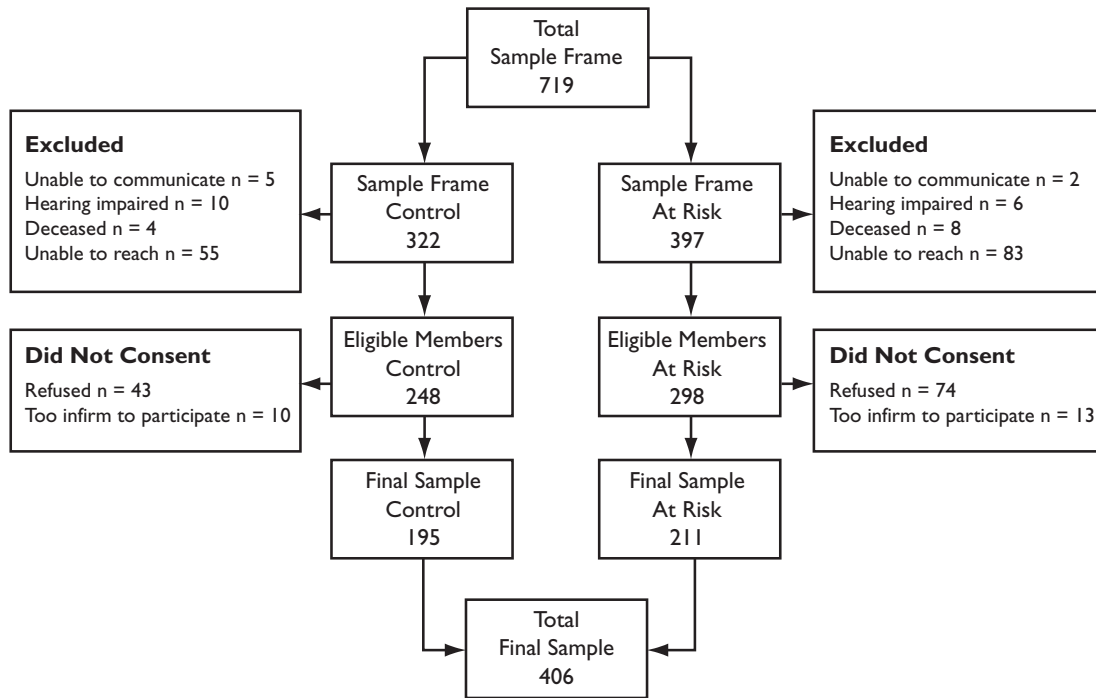 Total
Sample Frame
719
Excluded
Unable to communicate n = 5
Hearing impaired n = 10
Deceased n = 4
Unable to reach n = 55
Sample Frame
Control
322
Sample Frame
At Risk
397
Excluded
Unable to communicate n = 2
Hearing impaired n = 6
Deceased n = 8
Unable to reach n = 83
Did Not Consent
Refused n = 43
Too infirm to participate n = 10
Eligible Members
Control
248
Eligible Members
At Risk
298
Did Not Consent
Refused n = 74
Too infirm to participate n = 13
Final Sample
Control
195
Final Sample
At Risk
211
Total
Final Sample
406